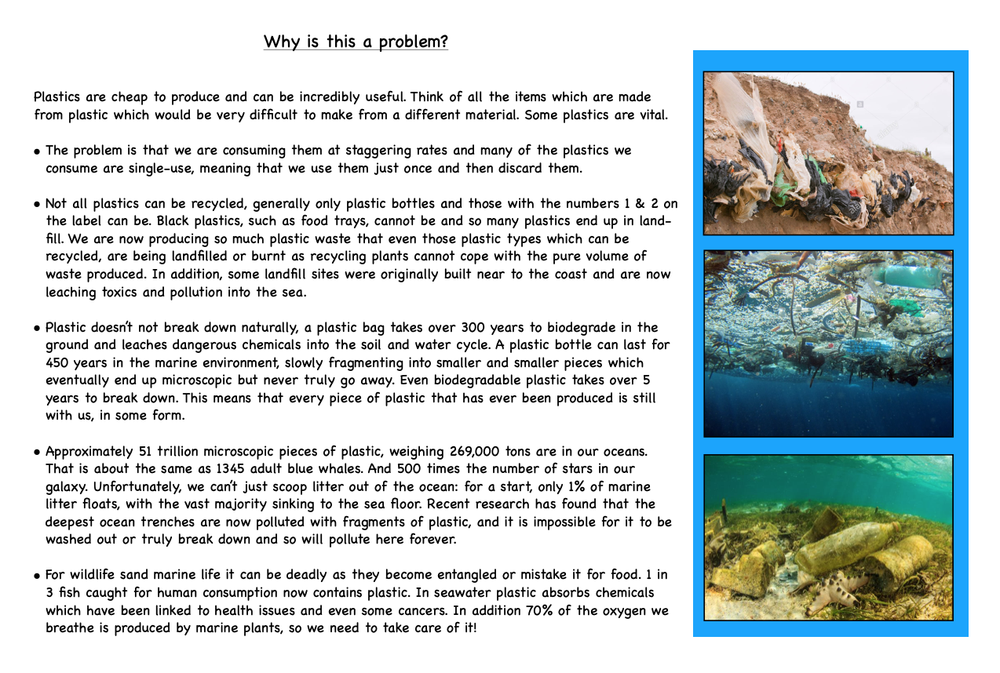 Why is this a problem?
Plastics are cheap to produce and can be incredibly useful. Think of all the items which are made
from plastic which would be very difficult to make from a different material. Some plastics are vital.
• The problem is that we are consuming them at staggering rates and many of the plastics we
consume are single-use, meaning that we use them just once and then discard them.
• Not all plastics can be recycled, generally only plastic bottles and those with the numbers 1 & 2 on
the label can be. Black plastics, such as food trays, cannot be and so many plastics end up in land-
fill. We are now producing so much plastic waste that even those plastic types which can be
recycled, are being landfilled or burnt as recycling plants cannot cope with the pure volume of
waste produced. In addition, some landfill sites were originally built near to the coast and are now
leaching toxics and pollution into the sea.
• Plastic doesn't not break down naturally, a plastic bag takes over 300 years to biodegrade in the
ground and leaches dangerous chemicals into the soil and water cycle. A plastic bottle can last for
450 years in the marine environment, slowly fragmenting into smaller and smaller pieces which
eventually end up microscopic but never truly go away. Even biodegradable plastic takes over 5
years to break down. This means that every piece of plastic that has ever been produced is still
with us, in some form.
• Approximately 51 trillion microscopic pieces of plastic, weighing 269,000 tons are in our oceans.
That is about the same as 1345 adult blue whales. And 500 times the number of stars in our
galaxy. Unfortunately, we can't just scoop litter out of the ocean: for a start, only 1% of marine
litter floats, with the vast majority sinking to the sea floor. Recent research has found that the
deepest ocean trenches are now polluted with fragments of plastic, and it is impossible for it to be
washed out or truly break down and so will pollute here forever.
• For wildlife sand marine life it can be deadly as they become entangled or mistake it for food. 1 in
3 fish caught for human consumption now contains plastic. In seawater plastic absorbs chemicals
which have been linked to health issues and even some cancers. In addition 70% of the oxygen we
breathe is produced by marine plants, so we need to take care of it!